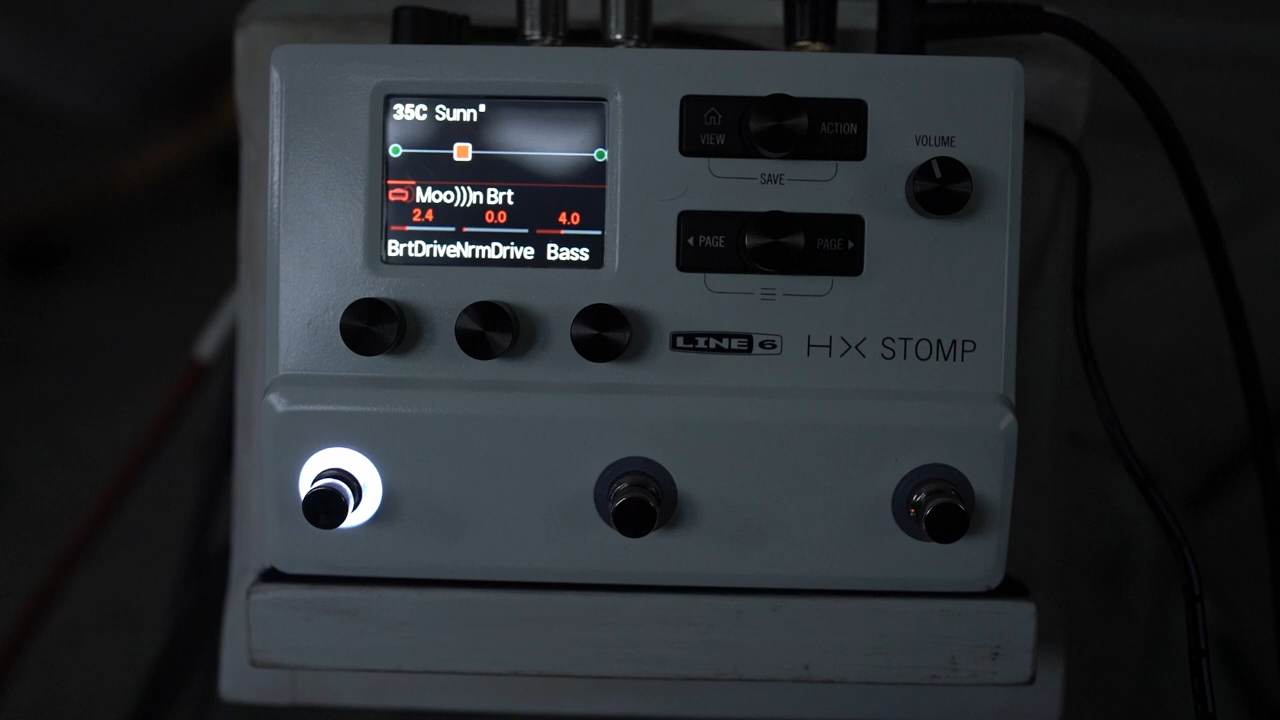 35C Sunn"
Moo)))n Brt
2.4 0.0 4.0
BrtDrive NrmDrive Bass
VIEW ACTION
SAVE
PAGE PAGE
VOLUME
LINE 6 HX STOMP